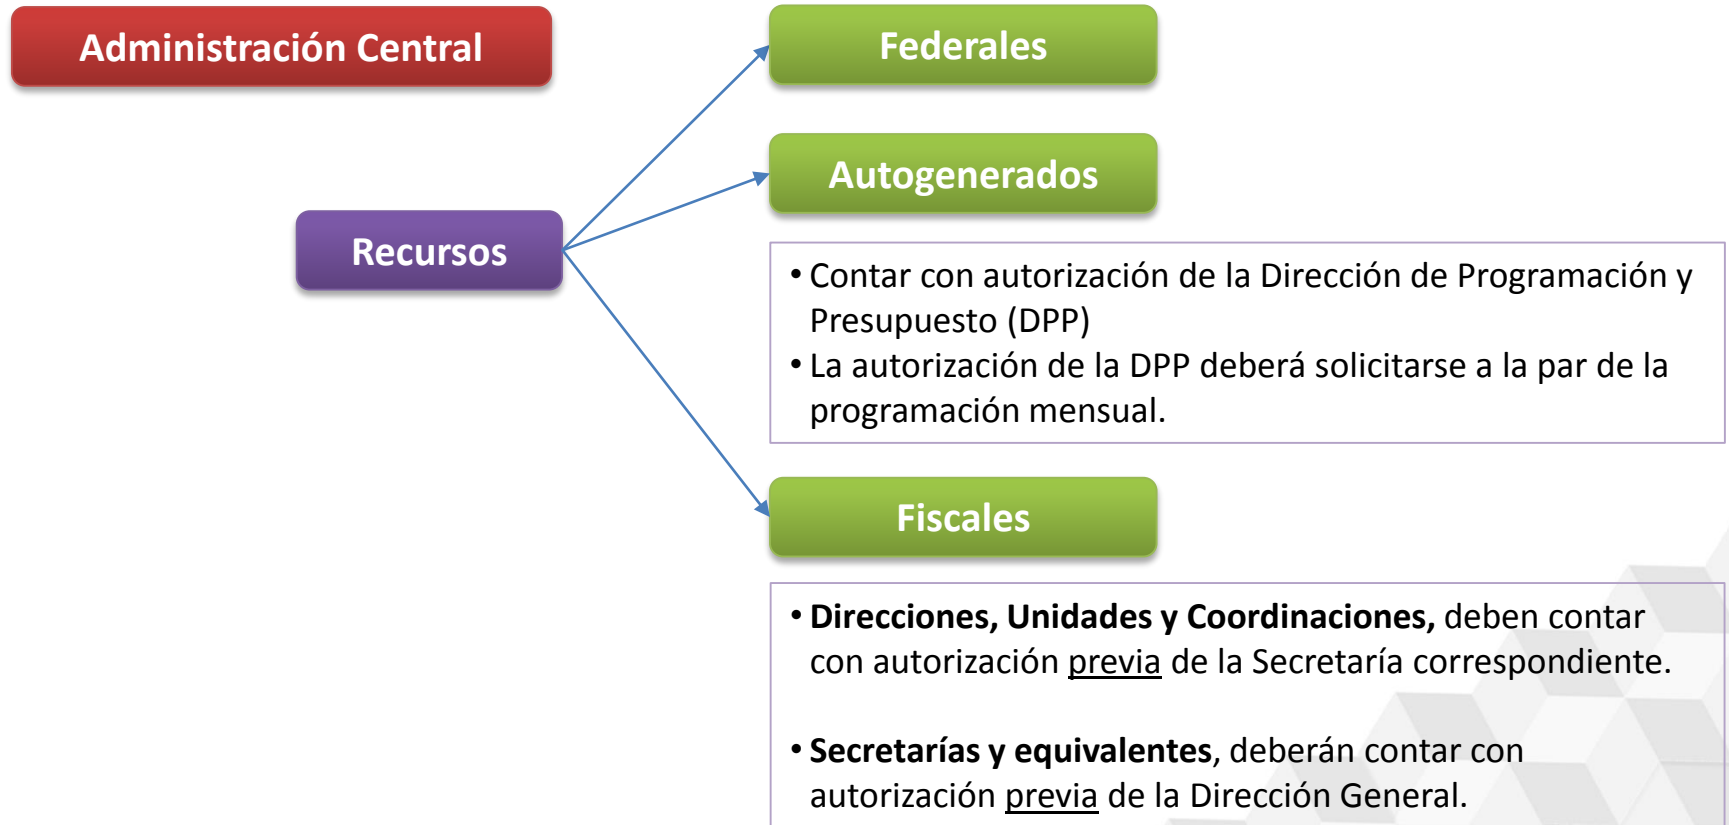 Administración Central
Federales
Autogenerados
Recursos
• Contar con autorización de la Dirección de Programación y
Presupuesto (DPP)
• La autorización de la DPP deberá solicitarse a la par de la
programación mensual.
Fiscales
• Direcciones, Unidades y Coordinaciones, deben contar
con autorización previa de la Secretaría correspondiente.
• Secretarías y equivalentes, deberán contar con
autorización previa de la Dirección General.